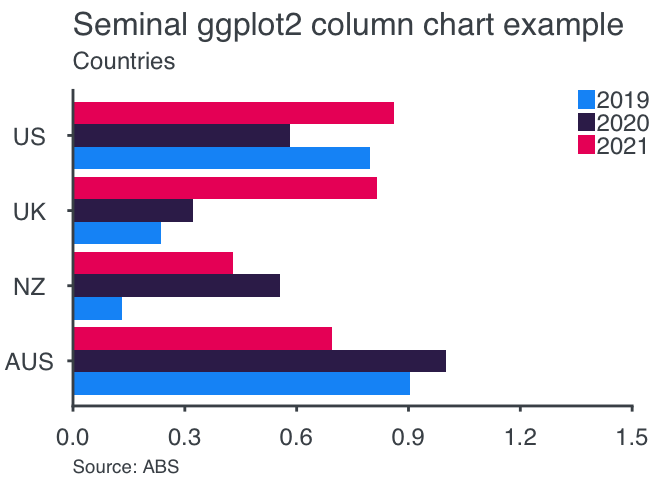 Seminal ggplot2 column chart example
Countries
2019
2020
2021
US
UK
NZ
AUS
0.0 0.3 0.6 0.9 1.2 1.5
Source: ABS